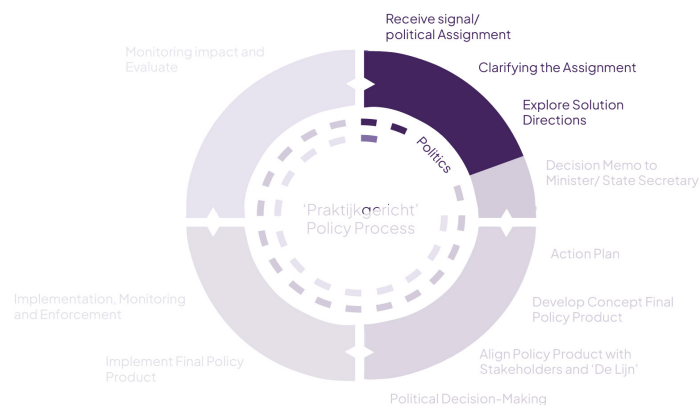 Receive signal/
political Assignment
Clarifying the Assignment
Explore Solution
Directions
Decision Memo to
Minister/ State Secretary
Action Plan
Develop Concept Final
Policy Product
Align Policy Product with
Stakeholders and 'De Lijn'
Political Decision-Making
Implement Final Policy
Product
Implementation, Monitoring
and Enforcement
Monitoring impact and
Evaluate
Politics
'Praktijkgericht'
Policy Process